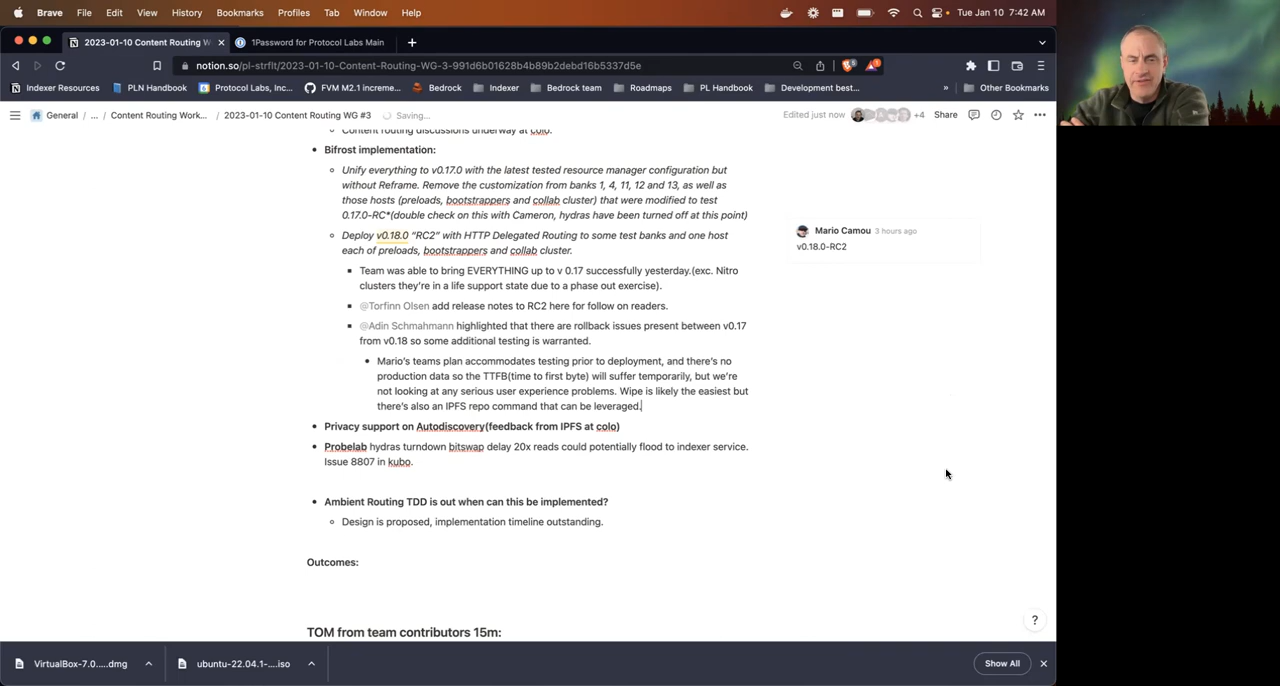 Brave File Edit View History Bookmarks Profiles Tab Window Help Tue Jan 10 7:42 AM
2023-01-10 Content Routing W 1Password for Protocol Labs Main
notion.so/pl-strflt/2023-01-10-Content-Routing-WG-3-991d6b01628b4b89b2debd16b5337d5e
Indexer Resources PLN Handbook Protocol Labs, Inc... FVM M2.1 increme... Bedrock Indexer Bedrock team Roadmaps PL Handbook Development best... » Other Bookmarks
General / ... / Content Routing Work... / 2023-01-10 Content Routing WG #3 Saving... Edited just now +4 Share
Content routing discussions underway at colo.
Bifrost implementation:
Unify everything to v0.17.0 with the latest tested resource manager configuration but
without Reframe. Remove the customization from banks 1, 4, 11, 12 and 13, as well as
those hosts (preloads, bootstrappers and collab cluster) that were modified to test
0.17.0-RC*(double check on this with Cameron, hydras have been turned off at this point)
Mario Camou 3 hours ago
v0.18.0-RC2
Deploy v0.18.0 “RC2” with HTTP Delegated Routing to some test banks and one host
each of preloads, bootstrappers and collab cluster.
Team was able to bring EVERYTHING up to v 0.17 successfully yesterday.(exc. Nitro
clusters they’re in a life support state due to a phase out exercise).
@Torfinn Olsen add release notes to RC2 here for follow on readers.
@Adin Schmahmann highlighted that there are rollback issues present between v0.17
from v0.18 so some additional testing is warranted.
Mario’s teams plan accommodates testing prior to deployment, and there’s no
production data so the TTFB(time to first byte) will suffer temporarily, but we’re
not looking at any serious user experience problems. Wipe is likely the easiest but
there’s also an IPFS repo command that can be leveraged.
Privacy support on Autodiscovery(feedback from IPFS at colo)
Probelab hydras turndown bitswap delay 20x reads could potentially flood to indexer service.
Issue 8807 in kubo.
Ambient Routing TDD is out when can this be implemented?
Design is proposed, implementation timeline outstanding.
Outcomes:
TOM from team contributors 15m:
?
VirtualBox-7.0.....dmg ubuntu-22.04.1-....iso Show All